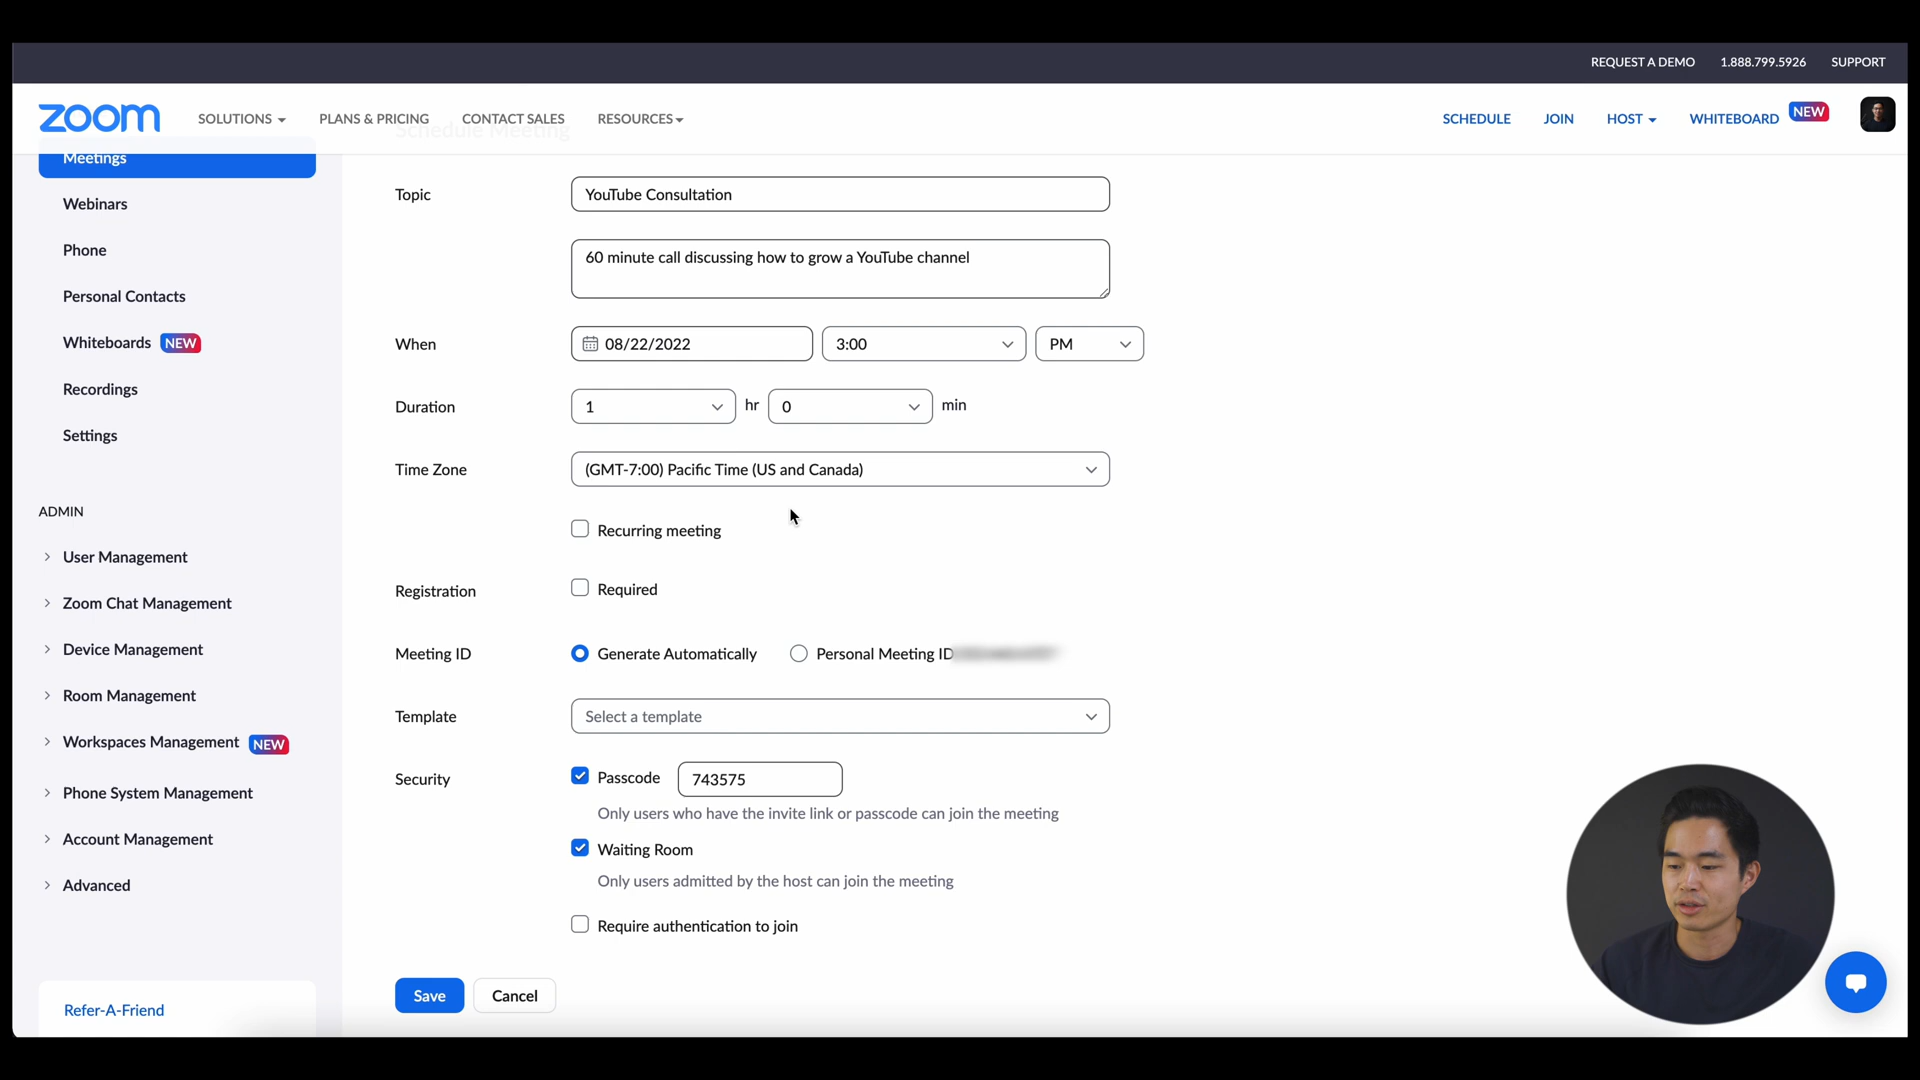 REQUEST A DEMO 1.888.799.5926 SUPPORT
zoom SOLUTIONS PLANS & PRICING CONTACT SALES RESOURCES SCHEDULE JOIN HOST WHITEBOARD NEW
Schedule Meeting
Meetings
Webinars
Phone
Personal Contacts
Whiteboards NEW
Recordings
Settings
ADMIN
User Management
Zoom Chat Management
Device Management
Room Management
Workspaces Management NEW
Phone System Management
Account Management
Advanced
Refer-A-Friend
Topic YouTube Consultation
60 minute call discussing how to grow a YouTube channel
When 08/22/2022 3:00 PM
Duration 1 hr 0 min
Time Zone (GMT-7:00) Pacific Time (US and Canada)
Recurring meeting
Registration Required
Meeting ID Generate Automatically Personal Meeting ID
Template Select a template
Security Passcode 743575
Only users who have the invite link or passcode can join the meeting
Waiting Room
Only users admitted by the host can join the meeting
Require authentication to join
Save Cancel